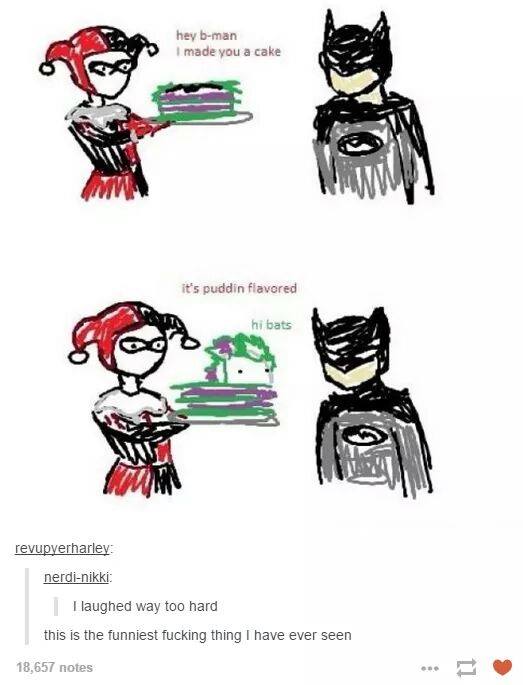 hey b-man
I made you a cake
it's puddin flavored
hi bats
revupyerharley:
nerdi-nikki:
I laughed way too hard
this is the funniest fucking thing I have ever seen
18,657 notes